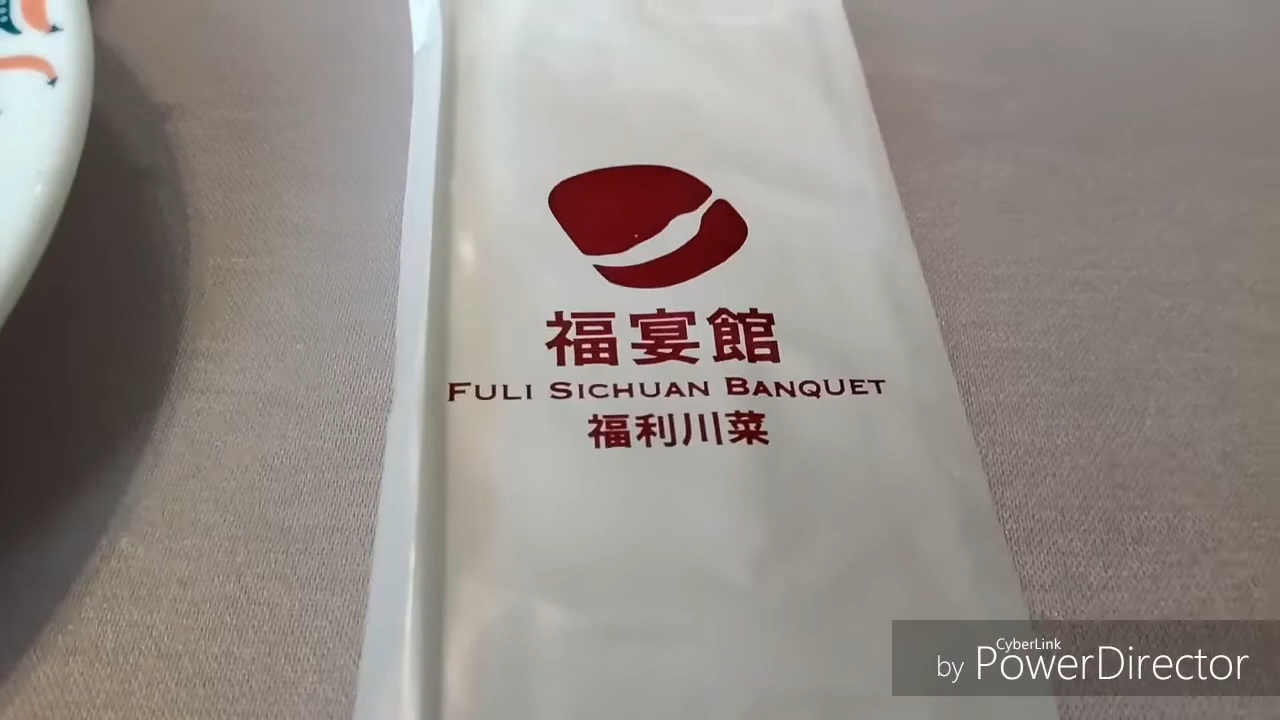 福宴館
FULI SICHUAN BANQUET
福利川菜
CyberLink
by PowerDirector